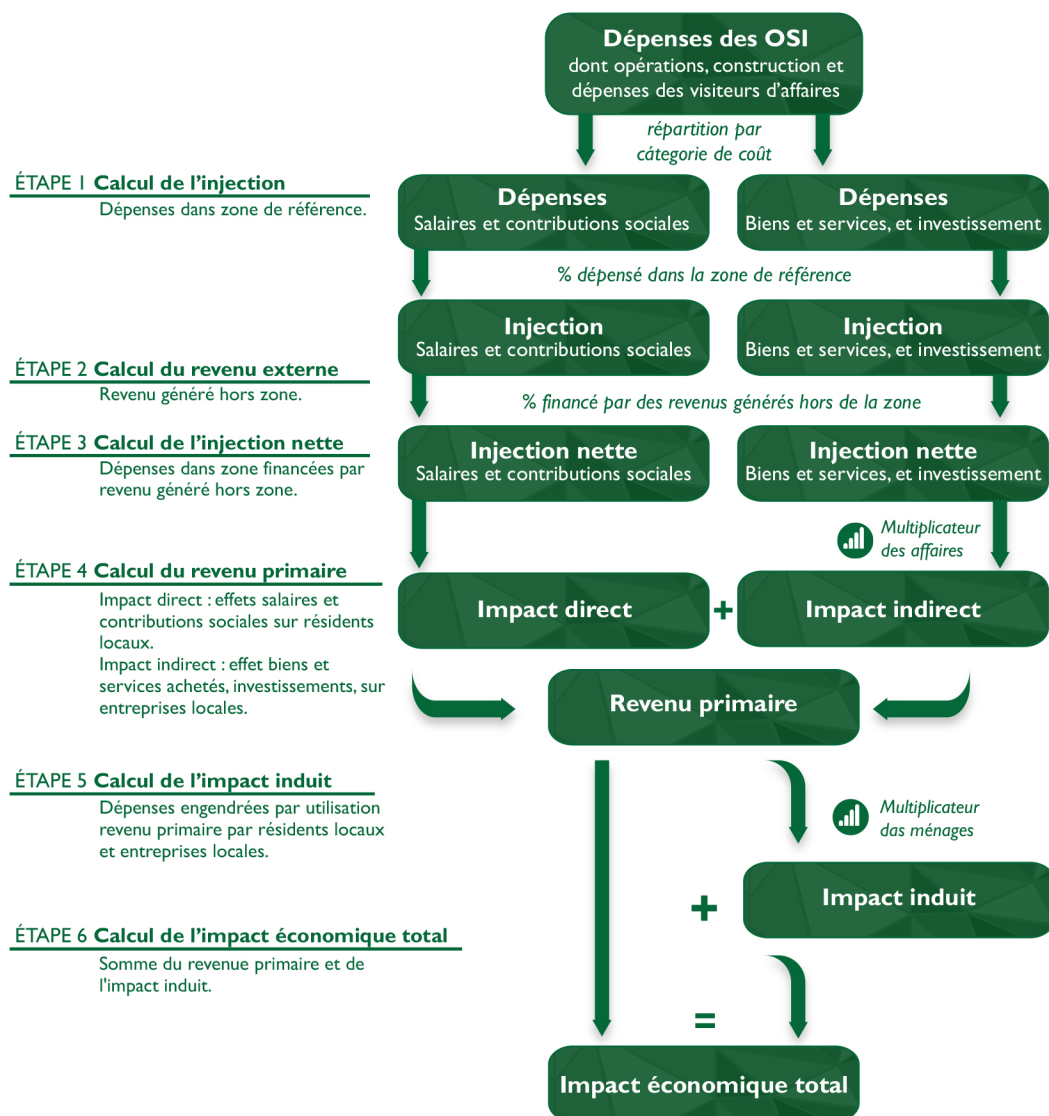 Dépenses des OSI
dont opérations, construction et
dépenses des visiteurs d'affaires
répartition par
cátegorie de coût
ÉTAPE 1 Calcul de l'injection
Dépenses dans zone de référence.
Dépenses
Salaires et contributions sociales
Dépenses
Biens et services, et investissement
% dépensé dans la zone de référence
Injection
Salaires et contributions sociales
Injection
Biens et services, et investissement
ÉTAPE 2 Calcul du revenu externe
Revenu généré hors zone.
% financé par des revenus générés hors de la zone
ÉTAPE 3 Calcul de l'injection nette
Dépenses dans zone financées par
revenu généré hors zone.
Injection nette
Salaires et contributions sociales
Injection nette
Biens et services, et investissement
Multiplicateur
des affaires
ÉTAPE 4 Calcul du revenu primaire
Impact direct : effets salaires et
contributions sociales sur résidents
locaux.
Impact indirect : effet biens et
services achetés, investissements, sur
entreprises locales.
Impact direct
+
Impact indirect
Revenu primaire
ÉTAPE 5 Calcul de l'impact induit
Dépenses engendrées par utilisation
revenu primaire par résidents locaux
et entreprises locales.
Multiplicateur
das ménages
+
Impact induit
ÉTAPE 6 Calcul de l'impact économique total
Somme du revenue primaire et de
l'impact induit.
=
Impact économique total